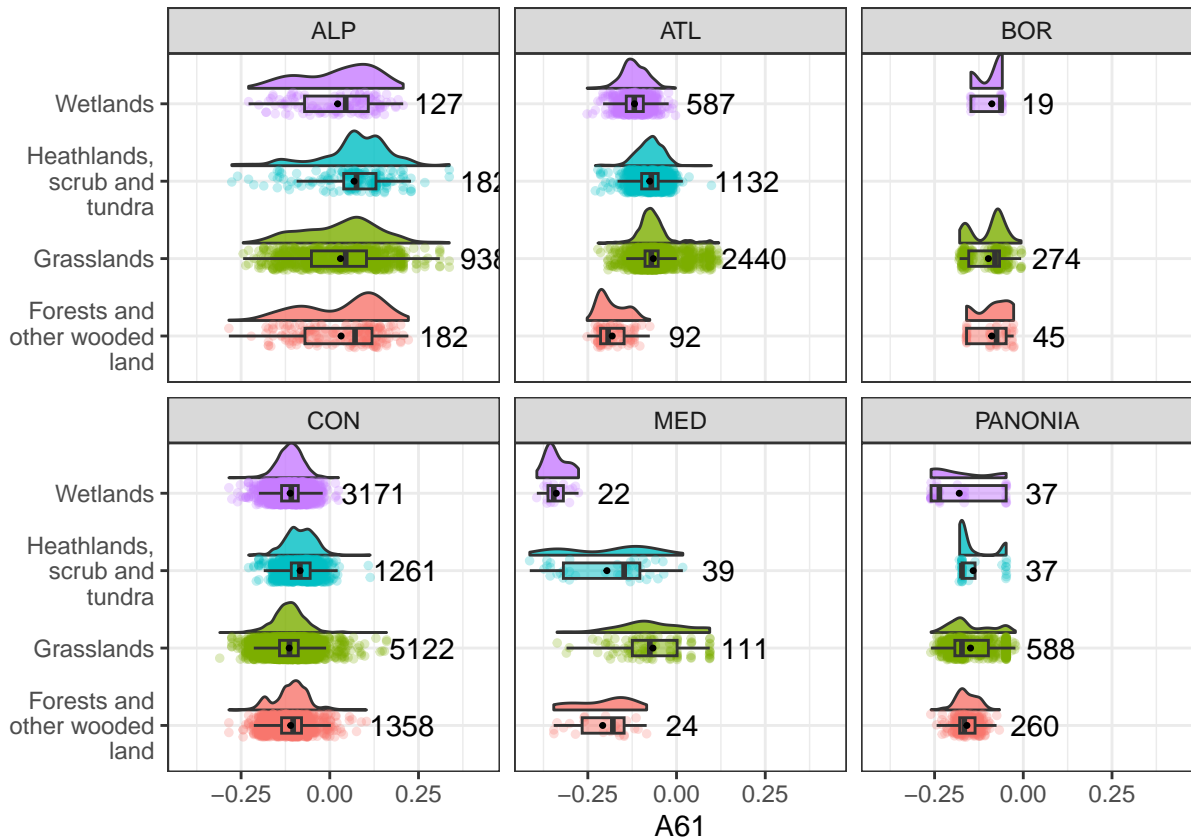 ALP
ATL
BOR
Wetlands
127
587
19
Heathlands,
scrub and
tundra
182
1132
Grasslands
938
2440
274
Forests and
other wooded
land
182
92
45
CON
MED
PANONIA
Wetlands
3171
22
37
Heathlands,
scrub and
tundra
1261
39
37
Grasslands
5122
111
588
Forests and
other wooded
land
1358
24
260
−0.25 0.00 0.25
−0.25 0.00 0.25
−0.25 0.00 0.25
A61